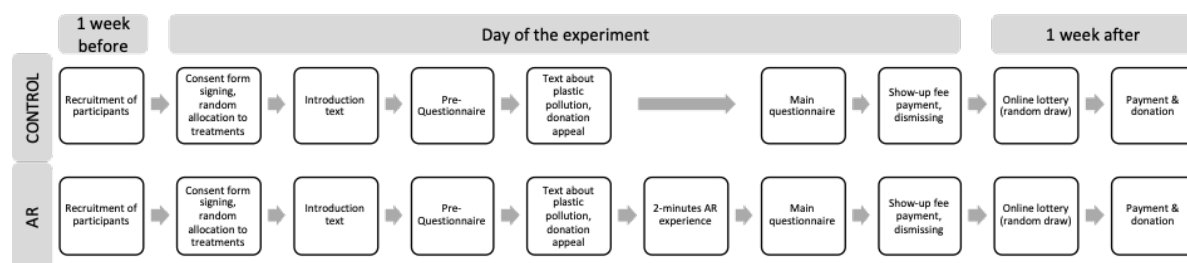 1 week
before
Day of the experiment
1 week after
CONTROL
Recruitment of
participants
Consent form
signing,
random
allocation to
treatments
Introduction
text
Pre-
Questionnaire
Text about
plastic
pollution,
donation
appeal
Main
questionnaire
Show-up fee
payment,
dismissing
Online lottery
(random draw)
Payment &
donation
AR
Recruitment of
participants
Consent form
signing,
random
allocation to
treatments
Introduction
text
Pre-
Questionnaire
Text about
plastic
pollution,
donation
appeal
2-minutes AR
experience
Main
questionnaire
Show-up fee
payment,
dismissing
Online lottery
(random draw)
Payment &
donation